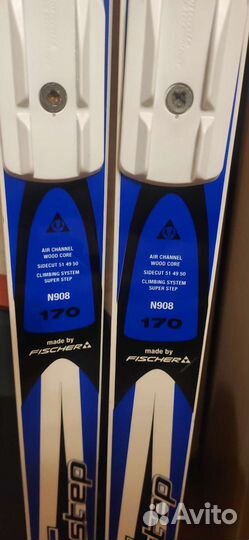 AIR CHANNEL
WOOD CORE
SIDECUT 51 49 50
CLIMBING SYSTEM
SUPER STEP
N908
170
made by
FISCHER
step
AIR CHANNEL
WOOD CORE
SIDECUT 51 49 50
CLIMBING SYSTEM
SUPER STEP
N908
170
made by
FISCHER
step
Avito